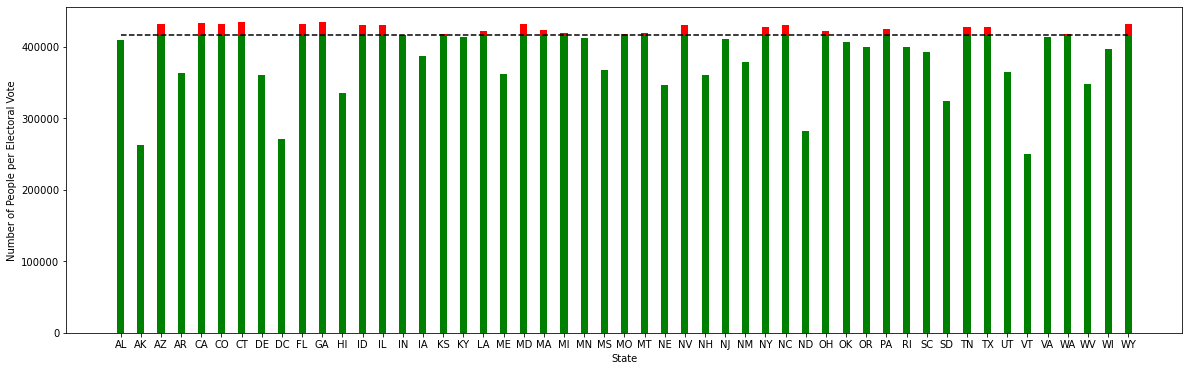 Number of People per Electoral Vote
400000
300000
200000
100000
0
AL AK AZ AR CA CO CT DE DC FL GA HI ID IL IN IA KS KY LA ME MD MA MI MN MS MO MT NE NV NH NJ NM NY NC ND OH OK OR PA RI SC SD TN TX UT VT VA WA WV WI WY
State